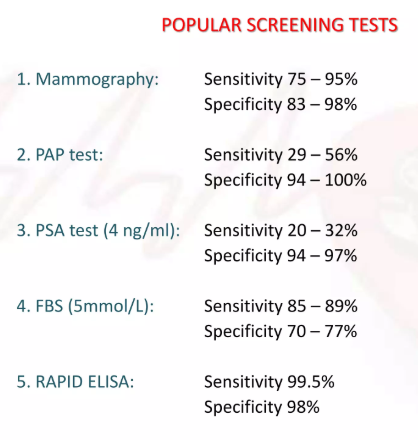 POPULAR SCREENING TESTS
1. Mammography: Sensitivity 75 – 95%
Specificity 83 – 98%
2. PAP test: Sensitivity 29 – 56%
Specificity 94 – 100%
3. PSA test (4 ng/ml): Sensitivity 20 – 32%
Specificity 94 – 97%
4. FBS (5mmol/L): Sensitivity 85 – 89%
Specificity 70 – 77%
5. RAPID ELISA: Sensitivity 99.5%
Specificity 98%